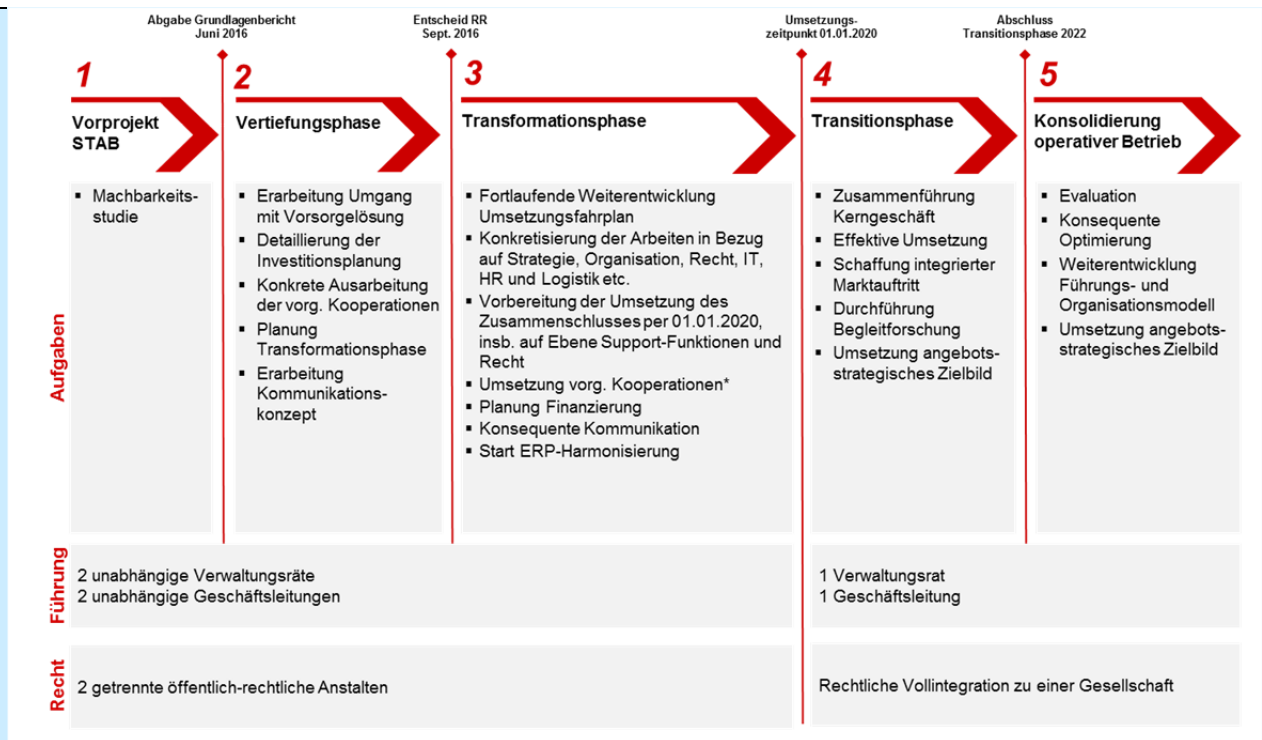 Abgabe Grundlagenbericht
Juni 2016
Entscheid RR
Sept. 2016
Umsetzungs-
zeitpunkt 01.01.2020
Abschluss
Transitionsphase 2022
1
Vorprojekt
STAB
2
Vertiefungsphase
3
Transformationsphase
4
Transitionsphase
5
Konsolidierung
operativer Betrieb
Aufgaben
▪ Machbarkeits-
studie
▪ Erarbeitung Umgang
mit Vorsorgelösung
▪ Detaillierung der
Investitionsplanung
▪ Konkrete Ausarbeitung
der vorg. Kooperationen
▪ Planung
Transformationsphase
▪ Erarbeitung
Kommunikations-
konzept
▪ Fortlaufende Weiterentwicklung
Umsetzungsfahrplan
▪ Konkretisierung der Arbeiten in Bezug
auf Strategie, Organisation, Recht, IT,
HR und Logistik etc.
▪ Vorbereitung der Umsetzung des
Zusammenschlusses per 01.01.2020,
insb. auf Ebene Support-Funktionen und
Recht
▪ Umsetzung vorg. Kooperationen*
▪ Planung Finanzierung
▪ Konsequente Kommunikation
▪ Start ERP-Harmonisierung
▪ Zusammenführung
Kerngeschäft
▪ Effektive Umsetzung
▪ Schaffung integrierter
Marktauftritt
▪ Durchführung
Begleitforschung
▪ Umsetzung angebots-
strategisches Zielbild
▪ Evaluation
▪ Konsequente
Optimierung
▪ Weiterentwicklung
Führungs- und
Organisationsmodell
▪ Umsetzung angebots-
strategisches Zielbild
Führung
2 unabhängige Verwaltungsräte
2 unabhängige Geschäftsleitungen
1 Verwaltungsrat
1 Geschäftsleitung
Recht
2 getrennte öffentlich-rechtliche Anstalten
Rechtliche Vollintegration zu einer Gesellschaft